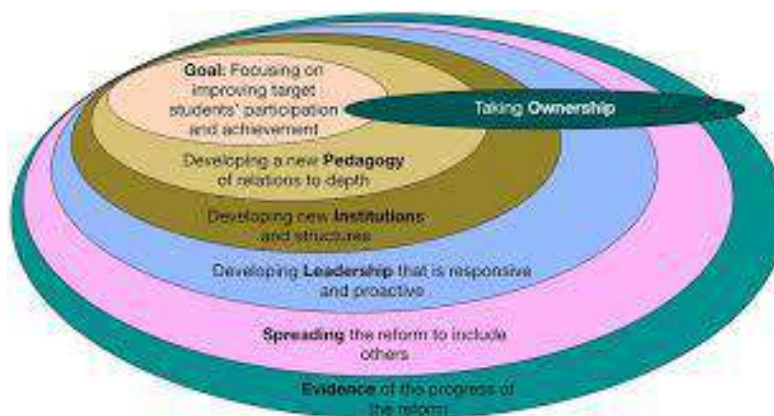 Goal: Focusing on
improving target
students' participation
and achievement
Taking Ownership
Developing a new Pedagogy
of relations to depth
Developing new Institutions
and structures
Developing Leadership that is responsive
and proactive
Spreading the reform to include
others
Evidence of the progress of
the reform